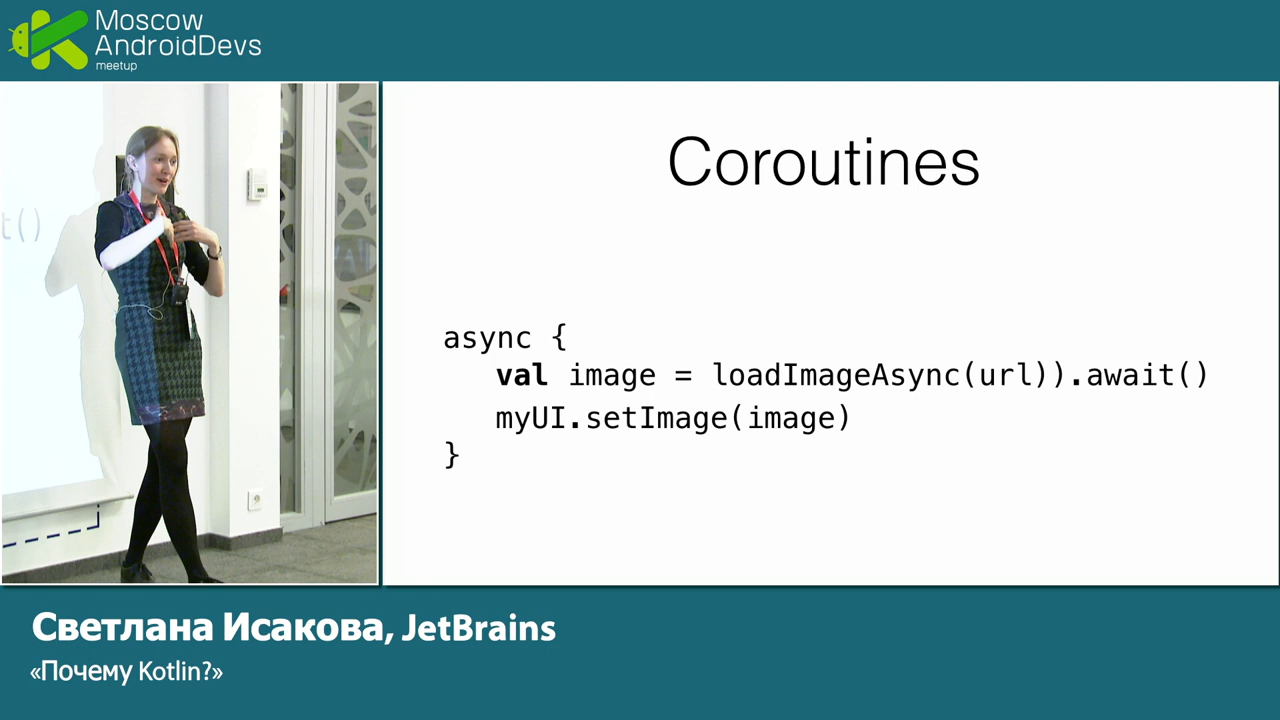 Moscow
AndroidDevs
meetup
t()
Coroutines
async {
val image = loadImageAsync(url)).await()
myUI.setImage(image)
}
Светлана Исакова, JetBrains
«Почему Kotlin?»